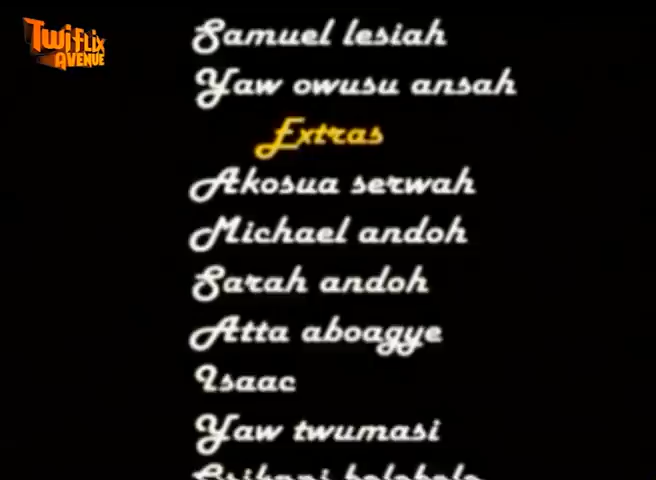 Twiflix
Avenue
Samuel lesiah
Yaw owusu ansah
Extras
Akosua serwah
Michael andoh
Sarah andoh
Atta aboagye
Isaac
Yaw twumasi